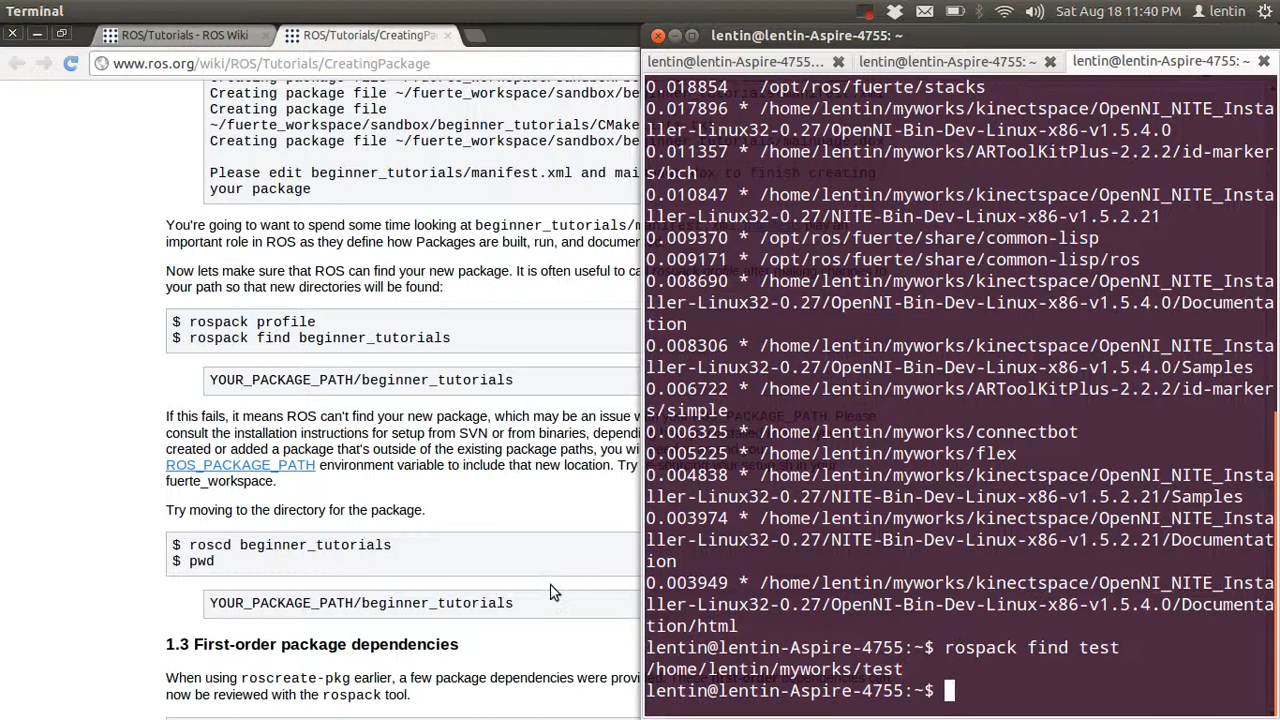 Terminal
Sat Aug 18 11:40 PM
lentin
ROS/Tutorials - ROS Wiki
ROS/Tutorials/CreatingPa
www.ros.org/wiki/ROS/Tutorials/CreatingPackage
Creating package file ~/fuerte_workspace/sandbox/be
Creating package file
~/fuerte_workspace/sandbox/beginner_tutorials/CMake
Creating package file ~/fuerte_workspace/sandbox/be
Please edit beginner_tutorials/manifest.xml and mai
your package
You're going to want to spend some time looking at beginner_tutorials/m
important role in ROS as they define how Packages are built, run, and documen
Now lets make sure that ROS can find your new package. It is often useful to ca
your path so that new directories will be found:
$ rospack profile
$ rospack find beginner_tutorials
YOUR_PACKAGE_PATH/beginner_tutorials
If this fails, it means ROS can't find your new package, which may be an issue w
consult the installation instructions for setup from SVN or from binaries, dependi
created or added a package that's outside of the existing package paths, you wi
ROS_PACKAGE_PATH environment variable to include that new location. Try
fuerte_workspace.
Try moving to the directory for the package.
$ roscd beginner_tutorials
$ pwd
YOUR_PACKAGE_PATH/beginner_tutorials
1.3 First-order package dependencies
When using roscreate-pkg earlier, a few package dependencies were provi
now be reviewed with the rospack tool.
lentin@lentin-Aspire-4755: ~
lentin@lentin-Aspire-4755...
lentin@lentin-Aspire-4755: ~
lentin@lentin-Aspire-4755: ~
0.018854   /opt/ros/fuerte/stacks
0.017896 * /home/lentin/myworks/kinectspace/OpenNI_NITE_Insta
ller-Linux32-0.27/OpenNI-Bin-Dev-Linux-x86-v1.5.4.0
0.011357 * /home/lentin/myworks/ARToolKitPlus-2.2.2/id-marker
s/bch
0.010847 * /home/lentin/myworks/kinectspace/OpenNI_NITE_Insta
ller-Linux32-0.27/NITE-Bin-Dev-Linux-x86-v1.5.2.21
0.009370 * /opt/ros/fuerte/share/common-lisp
0.009171 * /opt/ros/fuerte/share/common-lisp/ros
0.008690 * /home/lentin/myworks/kinectspace/OpenNI_NITE_Insta
ller-Linux32-0.27/OpenNI-Bin-Dev-Linux-x86-v1.5.4.0/Documenta
tion
0.008306 * /home/lentin/myworks/kinectspace/OpenNI_NITE_Insta
ller-Linux32-0.27/OpenNI-Bin-Dev-Linux-x86-v1.5.4.0/Samples
0.006722 * /home/lentin/myworks/ARToolKitPlus-2.2.2/id-marker
s/simple
0.006325 * /home/lentin/myworks/connectbot
0.005225 * /home/lentin/myworks/flex
0.004838 * /home/lentin/myworks/kinectspace/OpenNI_NITE_Insta
ller-Linux32-0.27/NITE-Bin-Dev-Linux-x86-v1.5.2.21/Samples
0.003974 * /home/lentin/myworks/kinectspace/OpenNI_NITE_Insta
ller-Linux32-0.27/NITE-Bin-Dev-Linux-x86-v1.5.2.21/Documentat
ion
0.003949 * /home/lentin/myworks/kinectspace/OpenNI_NITE_Insta
ller-Linux32-0.27/OpenNI-Bin-Dev-Linux-x86-v1.5.4.0/Documenta
tion/html
lentin@lentin-Aspire-4755:~$ rospack find test
/home/lentin/myworks/test
lentin@lentin-Aspire-4755:~$